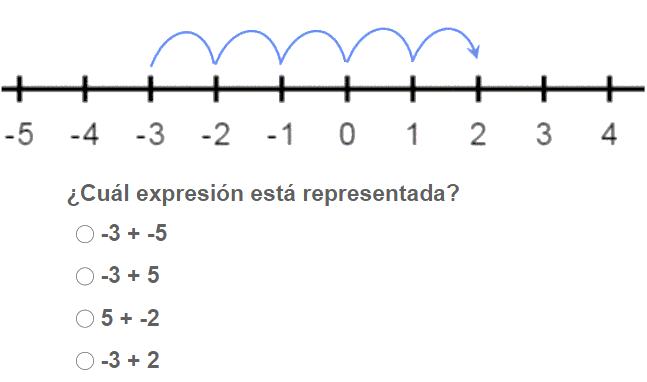 -5 -4 -3 -2 -1 0 1 2 3 4
¿Cuál expresión está representada?
-3 + -5
-3 + 5
5 + -2
-3 + 2